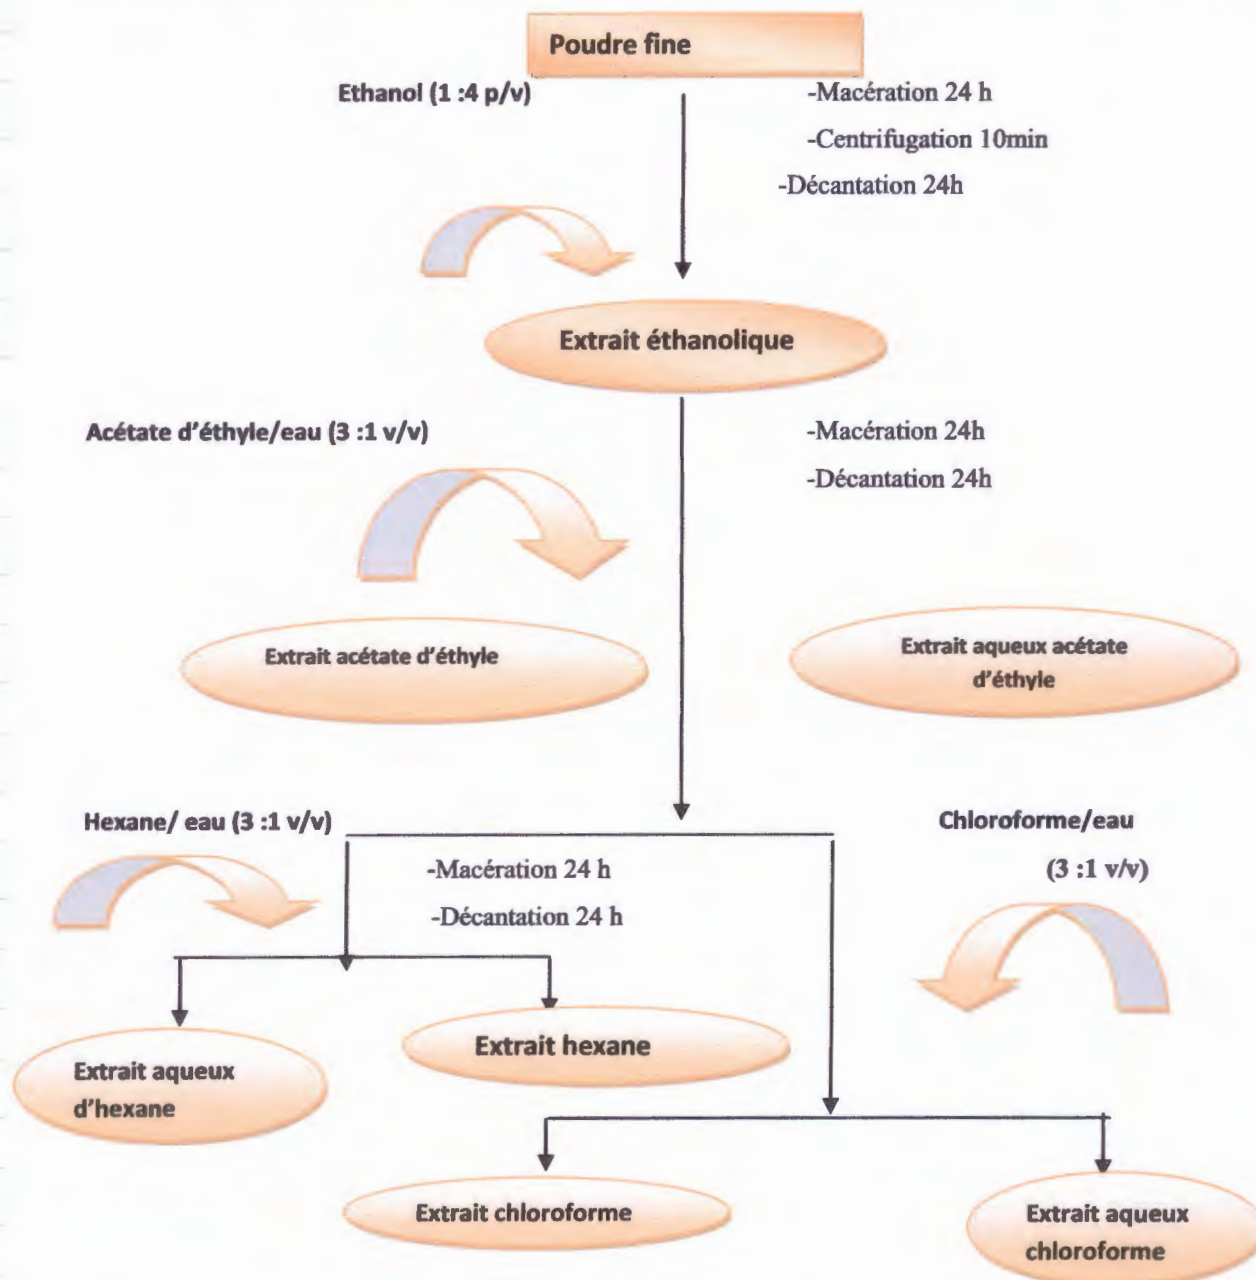 Poudre fine
Ethanol (1 :4 p/v)
-Macération 24 h
-Centrifugation 10min
-Décantation 24h
Extrait éthanolique
Acétate d'éthyle/eau (3 :1 v/v)
-Macération 24h
-Décantation 24h
Extrait acétate d'éthyle
Extrait aqueux acétate
d'éthyle
Hexane/ eau (3 :1 v/v)
Chloroforme/eau
(3 :1 v/v)
-Macération 24 h
-Décantation 24 h
Extrait aqueux
d'hexane
Extrait hexane
Extrait chloroforme
Extrait aqueux
chloroforme